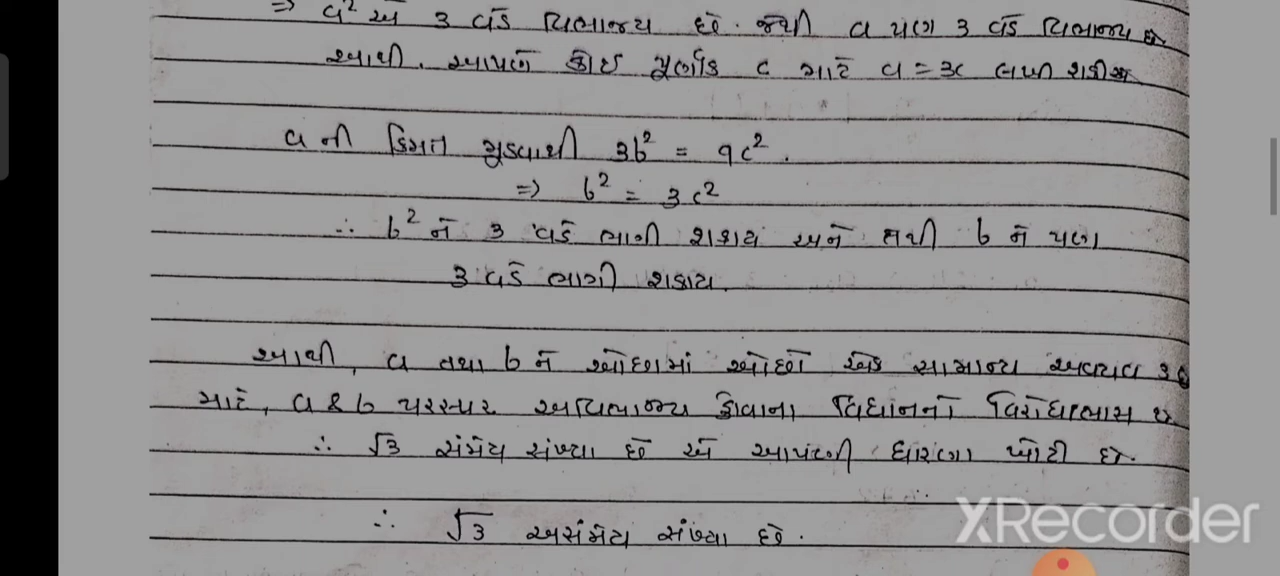 ⇒ a² એ 3 વડે વિભાજ્ય છે. જેથી a પણ 3 વડે વિભાજ્ય છે.
આથી, આપણે કોઈ પૂર્ણાંક c માટે a = 3c લખી શકીએ
a ની કિંમત મુકવાથી 3b² = 9c².
⇒ b² = 3c²
∴ b² ને 3 વડે ભાગી શકાય અને તેથી b ને પણ
3 વડે ભાગી શકાય.
આથી, a તથા b ને ઓછામાં ઓછો એક સામાન્ય અવયવ 3 છે
માટે, a & b પરસ્પર અવિભાજ્ય હોવાના વિધાનનો વિરોધાભાસ છે
∴ √3 સંમેય સંખ્યા છે એ આપણી ધારણા ખોટી છે.
∴ √3 અસંમેય સંખ્યા છે.
XRecorder